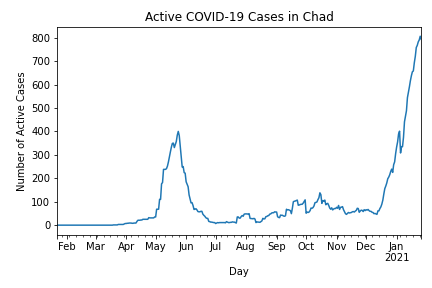 Active COVID-19 Cases in Chad
Number of Active Cases
800
700
600
500
400
300
200
100
0
Feb Mar Apr May Jun Jul Aug Sep Oct Nov Dec Jan
2021
Day